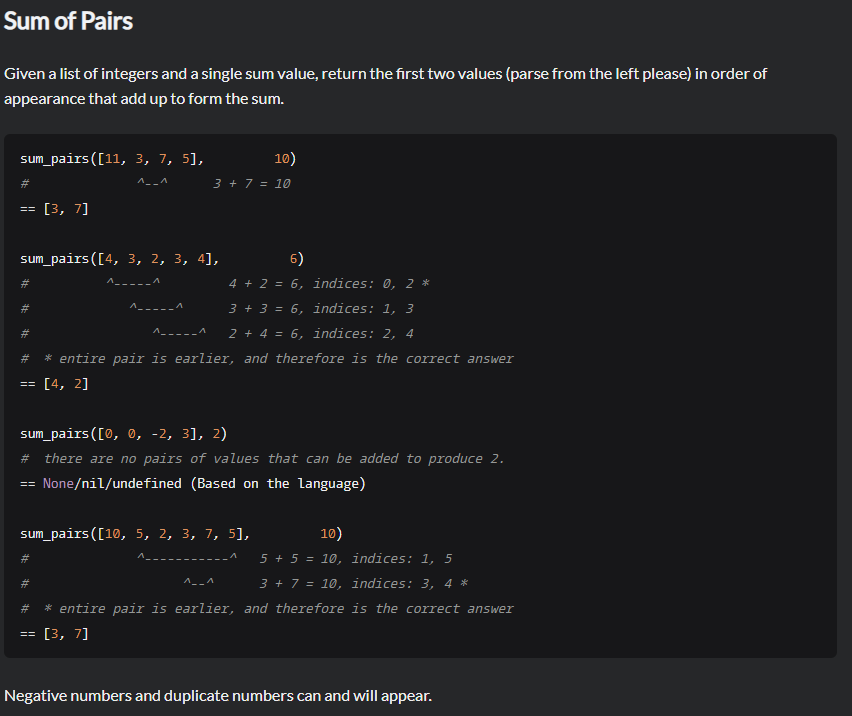 Sum of Pairs
Given a list of integers and a single sum value, return the first two values (parse from the left please) in order of
appearance that add up to form the sum.
sum_pairs([11, 3, 7, 5],         10)
#              ^--^      3 + 7 = 10
== [3, 7]
sum_pairs([4, 3, 2, 3, 4],         6)
#          ^-----^         4 + 2 = 6, indices: 0, 2 *
#             ^-----^      3 + 3 = 6, indices: 1, 3
#                ^-----^   2 + 4 = 6, indices: 2, 4
#  * entire pair is earlier, and therefore is the correct answer
== [4, 2]
sum_pairs([0, 0, -2, 3], 2)
#  there are no pairs of values that can be added to produce 2.
== None/nil/undefined (Based on the language)
sum_pairs([10, 5, 2, 3, 7, 5],         10)
#              ^-----------^   5 + 5 = 10, indices: 1, 5
#                    ^--^      3 + 7 = 10, indices: 3, 4 *
#  * entire pair is earlier, and therefore is the correct answer
== [3, 7]
Negative numbers and duplicate numbers can and will appear.